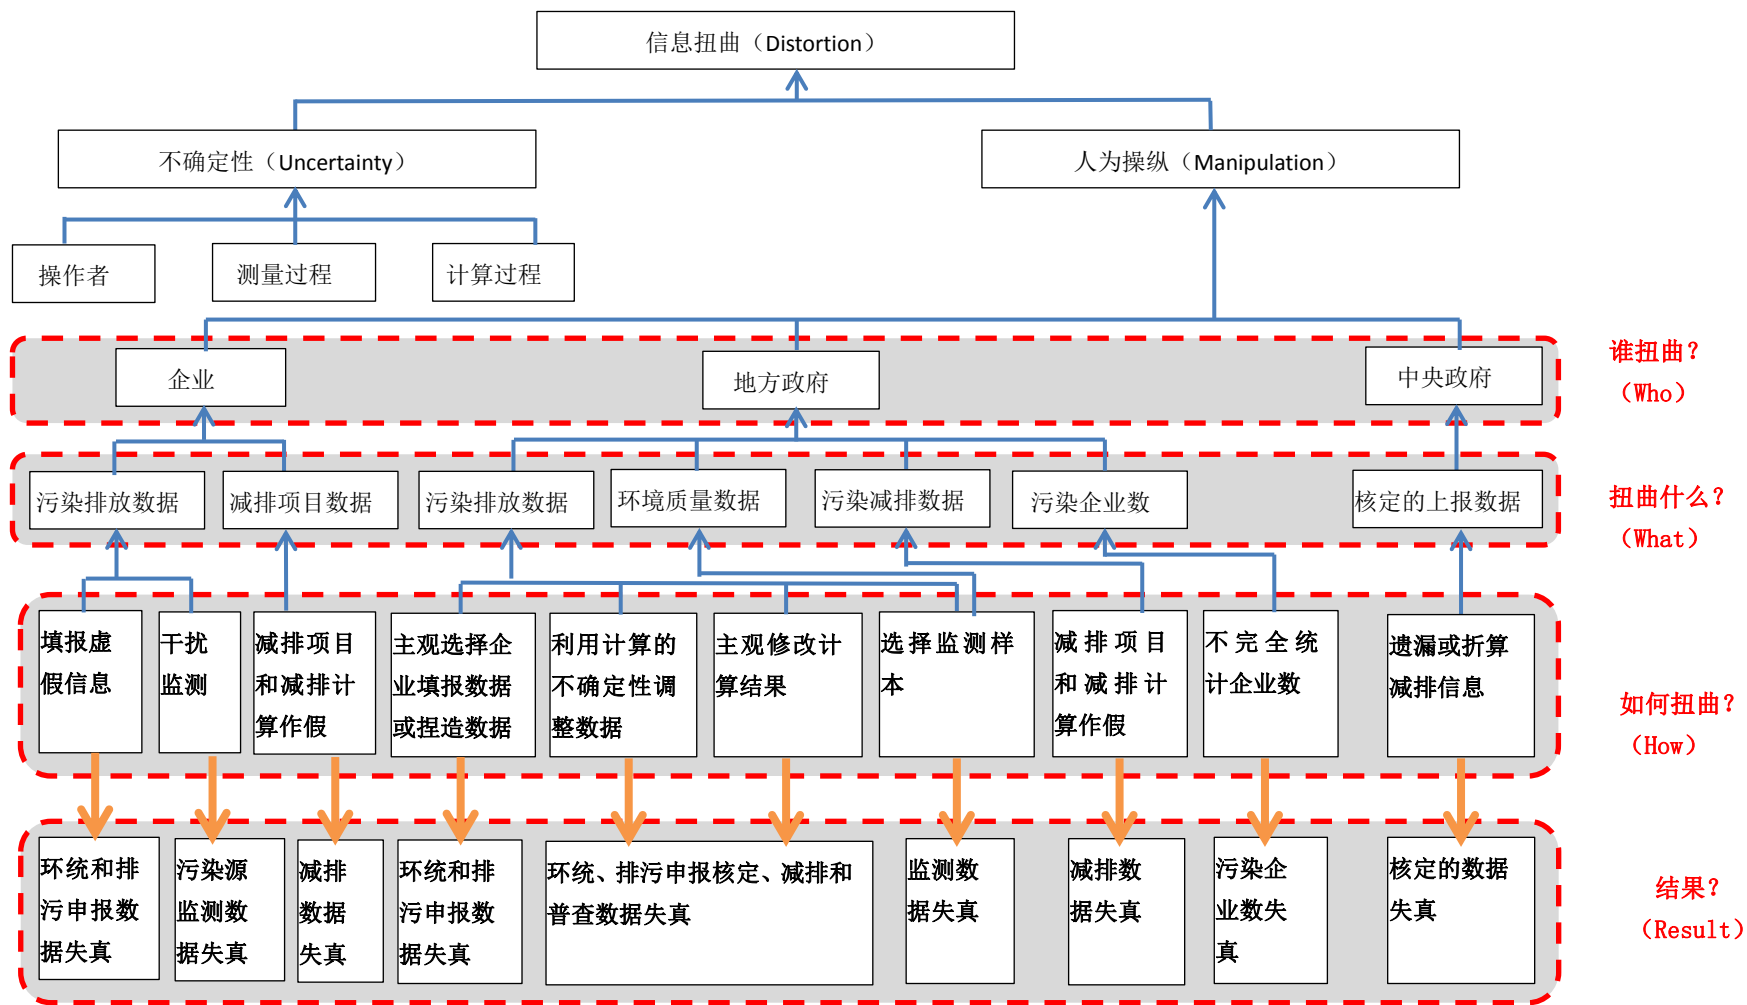 信息扭曲（Distortion）
不确定性（Uncertainty）
人为操纵（Manipulation）
操作者
测量过程
计算过程
企业
地方政府
中央政府
谁扭曲?
（Who）
污染排放数据
减排项目数据
污染排放数据
环境质量数据
污染减排数据
污染企业数
核定的上报数据
扭曲什么?
（What）
填报虚
假信息
干扰
监测
减排项目
和减排计
算作假
主观选择企
业填报数据
或捏造数据
利用计算的
不确定性调
整数据
主观修改计
算结果
选择监测样
本
减排项目
和减排计
算作假
不完全统
计企业数
遗漏或折算
减排信息
如何扭曲?
（How）
环统和排
污申报数
据失真
污染源
监测数
据失真
减排
数据
失真
环统和排
污申报数
据失真
环统、排污申报核定、减排和
普查数据失真
监测数
据失真
减排数
据失真
污染企
业数失
真
核定的数据
失真
结果?
（Result）